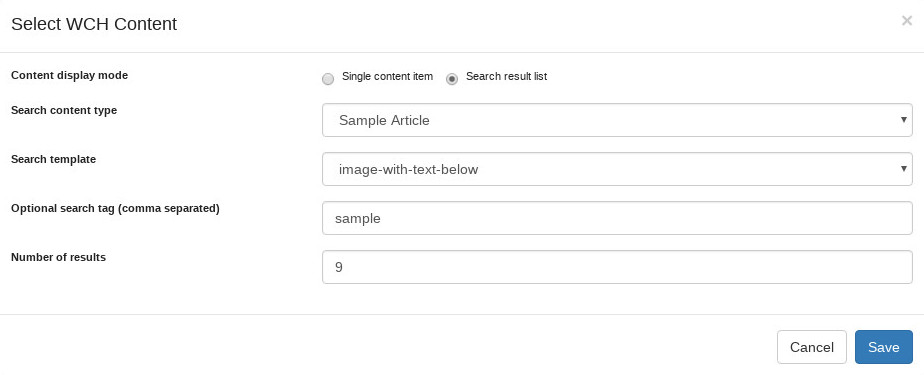 Select WCH Content ×
Content display mode Single content item Search result list
Search content type Sample Article
Search template image-with-text-below
Optional search tag (comma separated) sample
Number of results 9
Cancel Save